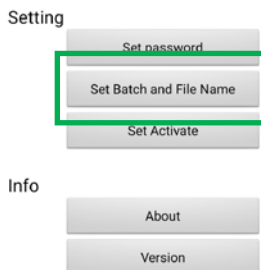 Setting
Set password
Set Batch and File Name
Set Activate
Info
About
Version